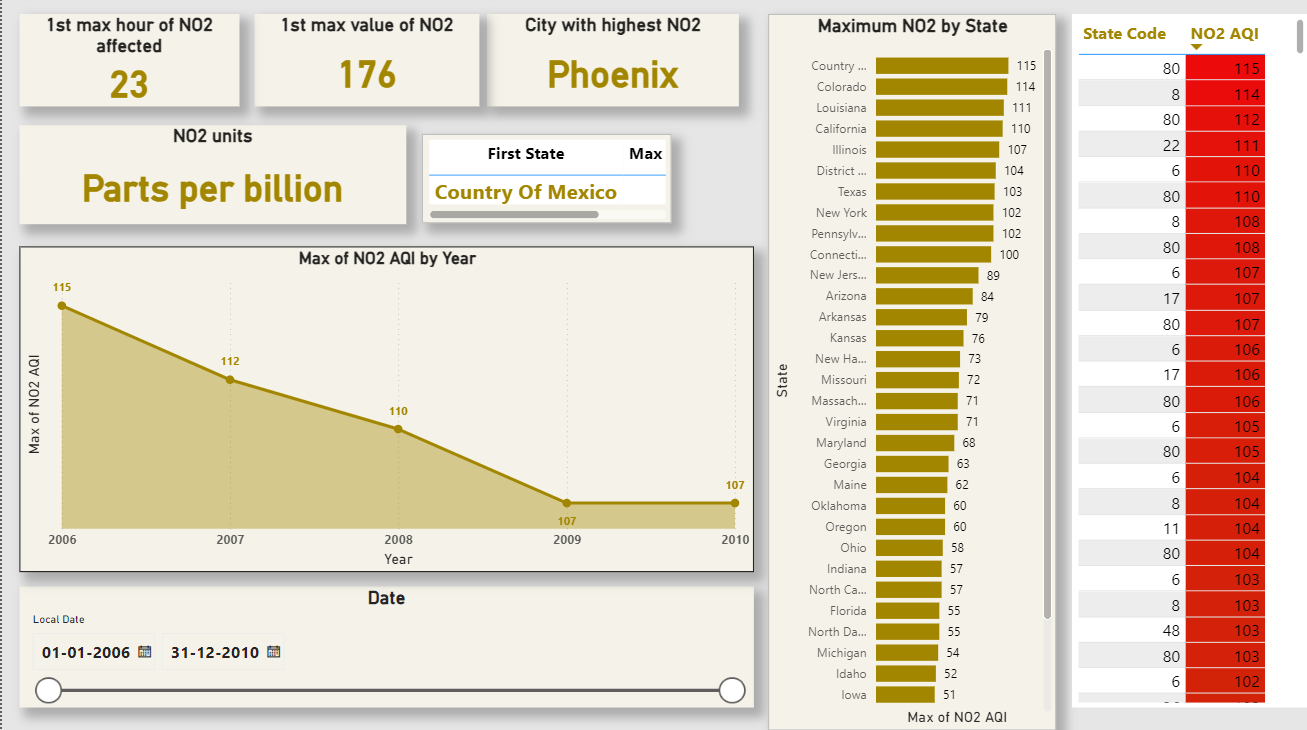 1st max hour of NO2
affected
23
1st max value of NO2
176
City with highest NO2
Phoenix
NO2 units
Parts per billion
First State Max
Country Of Mexico
Max of NO2 AQI by Year
Max of NO2 AQI
115
112
110
107
107
2006 2007 2008 2009 2010
Year
Date
Local Date
01-01-2006 31-12-2010
Maximum NO2 by State
State
Country ... 115
Colorado 114
Louisiana 111
California 110
Illinois 107
District ... 104
Texas 103
New York 102
Pennsylv... 102
Connecti... 100
New Jers... 89
Arizona 84
Arkansas 79
Kansas 76
New Ha... 73
Missouri 72
Massach... 71
Virginia 71
Maryland 68
Georgia 63
Maine 62
Oklahoma 60
Oregon 60
Ohio 58
Indiana 57
North Ca... 57
Florida 55
North Da... 55
Michigan 54
Idaho 52
Iowa 51
Max of NO2 AQI
State Code NO2 AQI
80 115
8 114
80 112
22 111
6 110
80 110
8 108
80 108
6 107
17 107
80 107
6 106
17 106
80 106
6 105
80 105
6 104
8 104
11 104
80 104
6 103
8 103
48 103
80 103
6 102